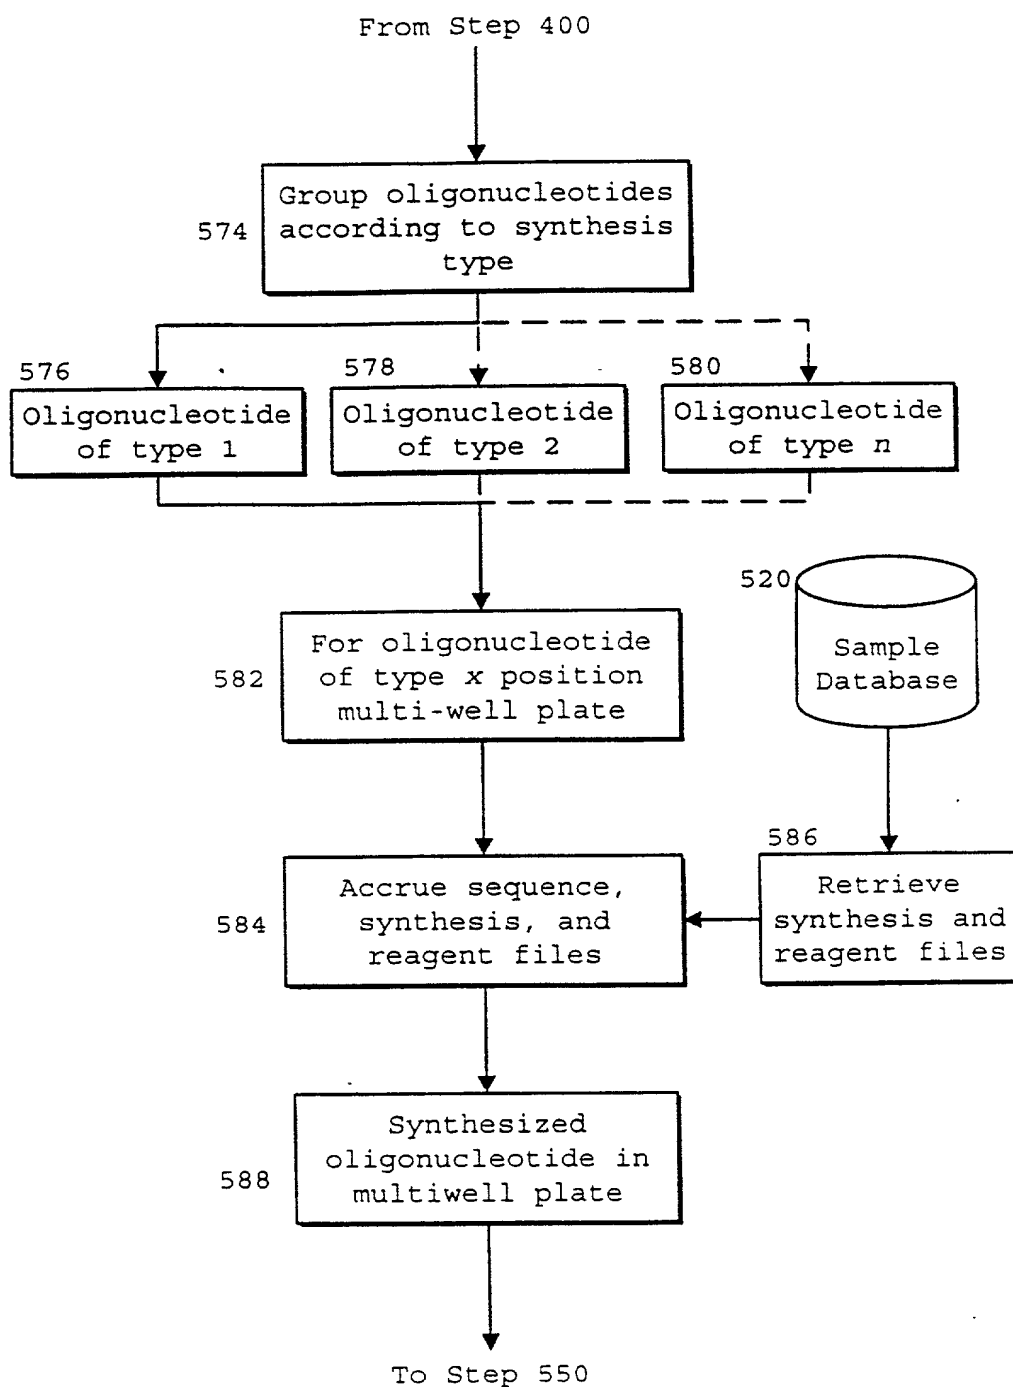 From Step 400
574
Group oligonucleotides
according to synthesis
type
576
Oligonucleotide
of type 1
578
Oligonucleotide
of type 2
580
Oligonucleotide
of type n
520
Sample
Database
582
For oligonucleotide
of type x position
multi-well plate
584
Accrue sequence,
synthesis, and
reagent files
586
Retrieve
synthesis and
reagent files
588
Synthesized
oligonucleotide in
multiwell plate
To Step 550